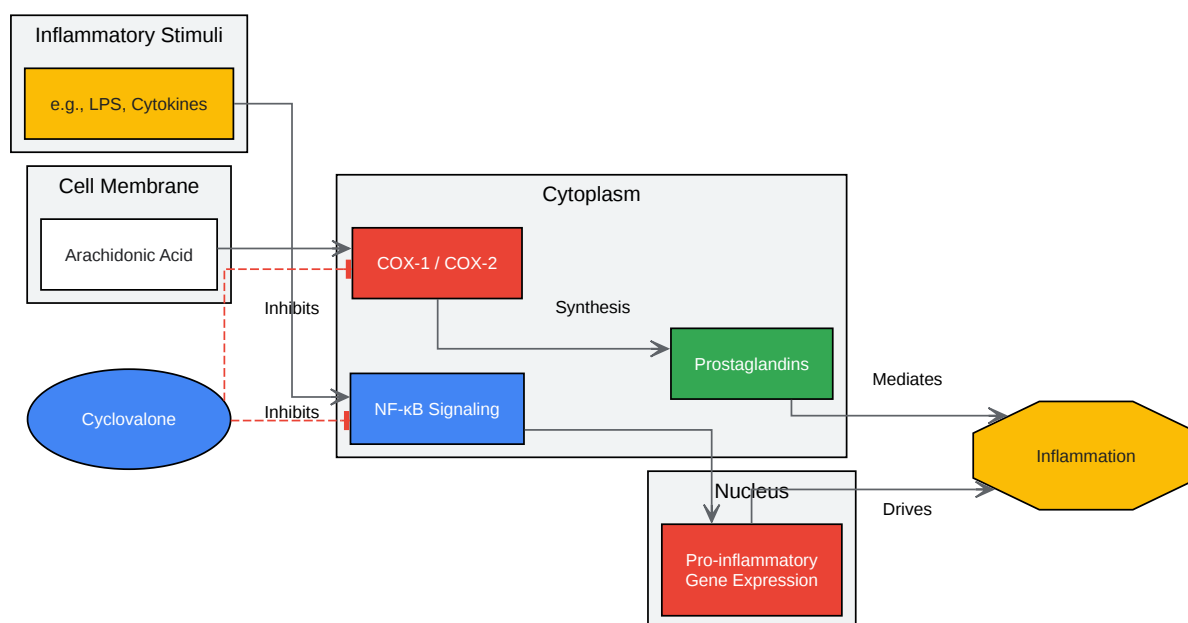 Inflammatory Stimuli
e.g., LPS, Cytokines
Cell Membrane
Arachidonic Acid
Cytoplasm
COX-1 / COX-2
Inhibits
Synthesis
Prostaglandins
Mediates
Cyclovalone
Inhibits
NF-κB Signaling
Inflammation
Nucleus
Drives
Pro-inflammatory
Gene Expression